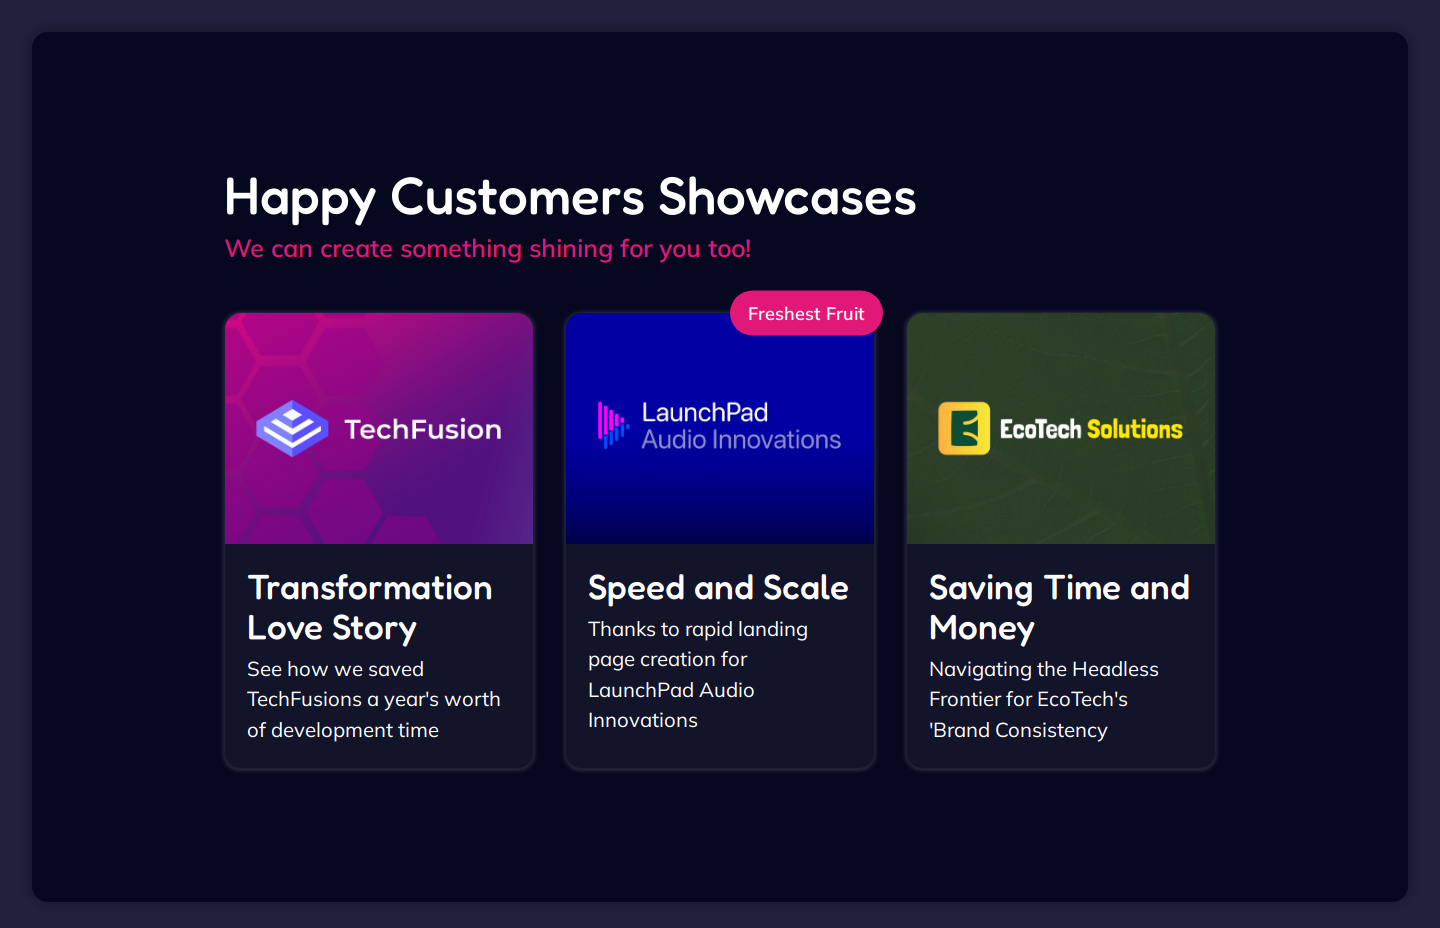 Happy Customers Showcases
We can create something shining for you too!
TechFusion
Transformation
Love Story
See how we saved
TechFusions a year's worth
of development time
Freshest Fruit
LaunchPad
Audio Innovations
Speed and Scale
Thanks to rapid landing
page creation for
LaunchPad Audio
Innovations
EcoTech Solutions
Saving Time and
Money
Navigating the Headless
Frontier for EcoTech's
'Brand Consistency